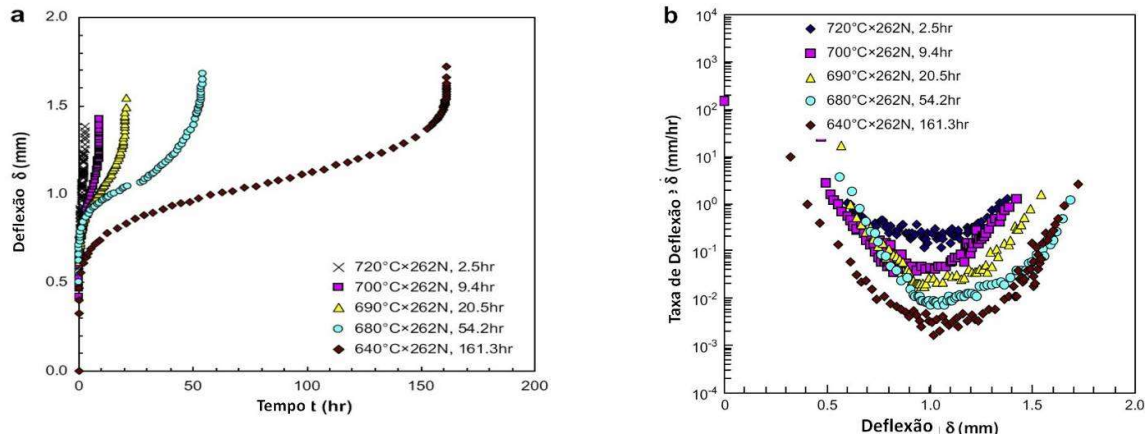 a
Deflexão δ (mm)
2.0
1.5
1.0
0.5
0.0
0
50
100
150
200
Tempo t (hr)
720°C×262N, 2.5hr
700°C×262N, 9.4hr
690°C×262N, 20.5hr
680°C×262N, 54.2hr
640°C×262N, 161.3hr
b
Taxa de Deflexão δ (mm/hr)
10⁴
10³
10²
10¹
10⁰
10⁻¹
10⁻²
10⁻³
10⁻⁴
0
0.5
1.0
1.5
2.0
Deflexão δ (mm)
720°C×262N, 2.5hr
700°C×262N, 9.4hr
690°C×262N, 20.5hr
680°C×262N, 54.2hr
640°C×262N, 161.3hr